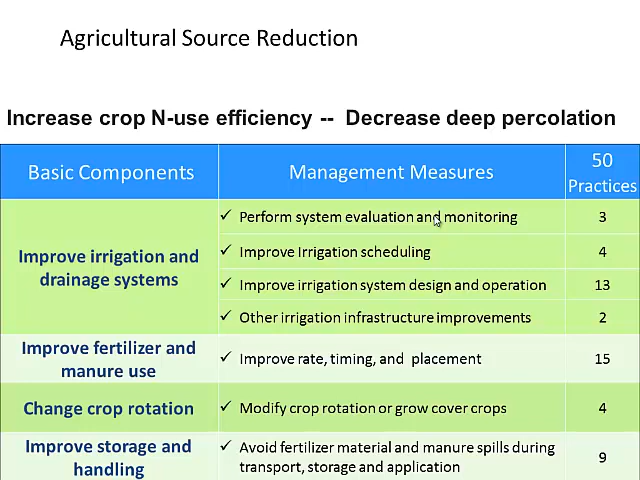 Agricultural Source Reduction
Increase crop N-use efficiency -- Decrease deep percolation
Basic Components
Management Measures
50
Practices
Improve irrigation and
drainage systems
✓ Perform system evaluation and monitoring
3
✓ Improve Irrigation scheduling
4
✓ Improve irrigation system design and operation
13
✓ Other irrigation infrastructure improvements
2
Improve fertilizer and
manure use
✓ Improve rate, timing, and placement
15
Change crop rotation
✓ Modify crop rotation or grow cover crops
4
Improve storage and
handling
✓ Avoid fertilizer material and manure spills during
transport, storage and application
9